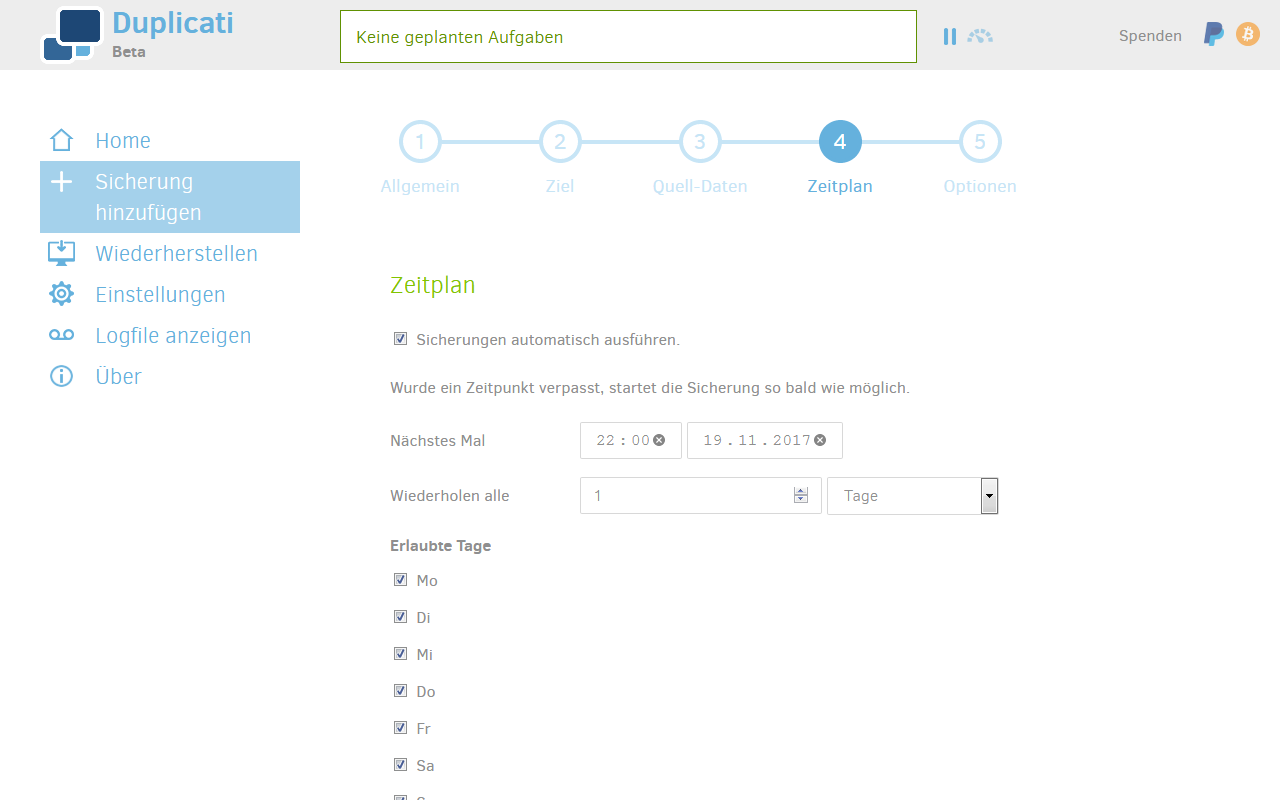 Duplicati
Beta
Keine geplanten Aufgaben
Spenden
Home
Sicherung
hinzufügen
Wiederherstellen
Einstellungen
Logfile anzeigen
Über
1 2 3 4 5
Allgemein Ziel Quell-Daten Zeitplan Optionen
Zeitplan
Sicherungen automatisch ausführen.
Wurde ein Zeitpunkt verpasst, startet die Sicherung so bald wie möglich.
Nächstes Mal 22 : 00 19 . 11 . 2017
Wiederholen alle 1 Tage
Erlaubte Tage
Mo
Di
Mi
Do
Fr
Sa